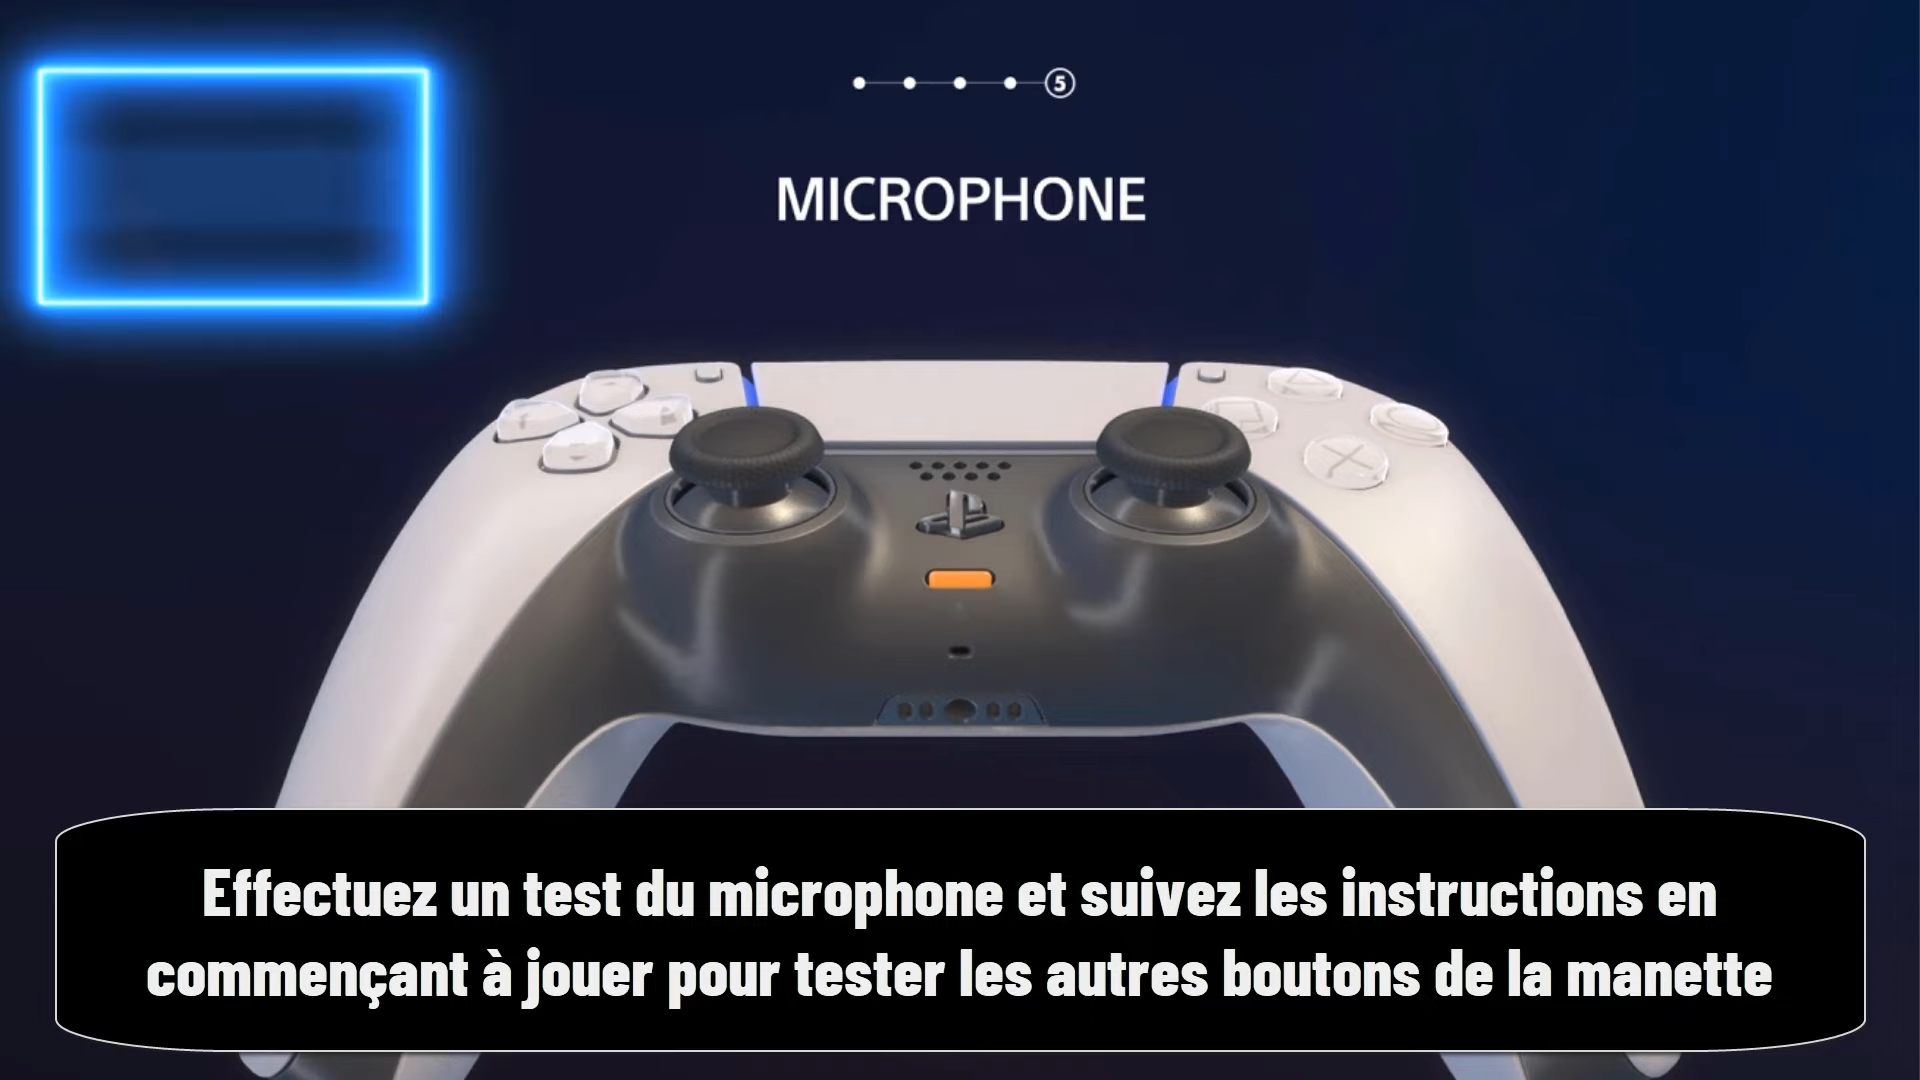 5
MICROPHONE
Effectuez un test du microphone et suivez les instructions en
commençant à jouer pour tester les autres boutons de la manette